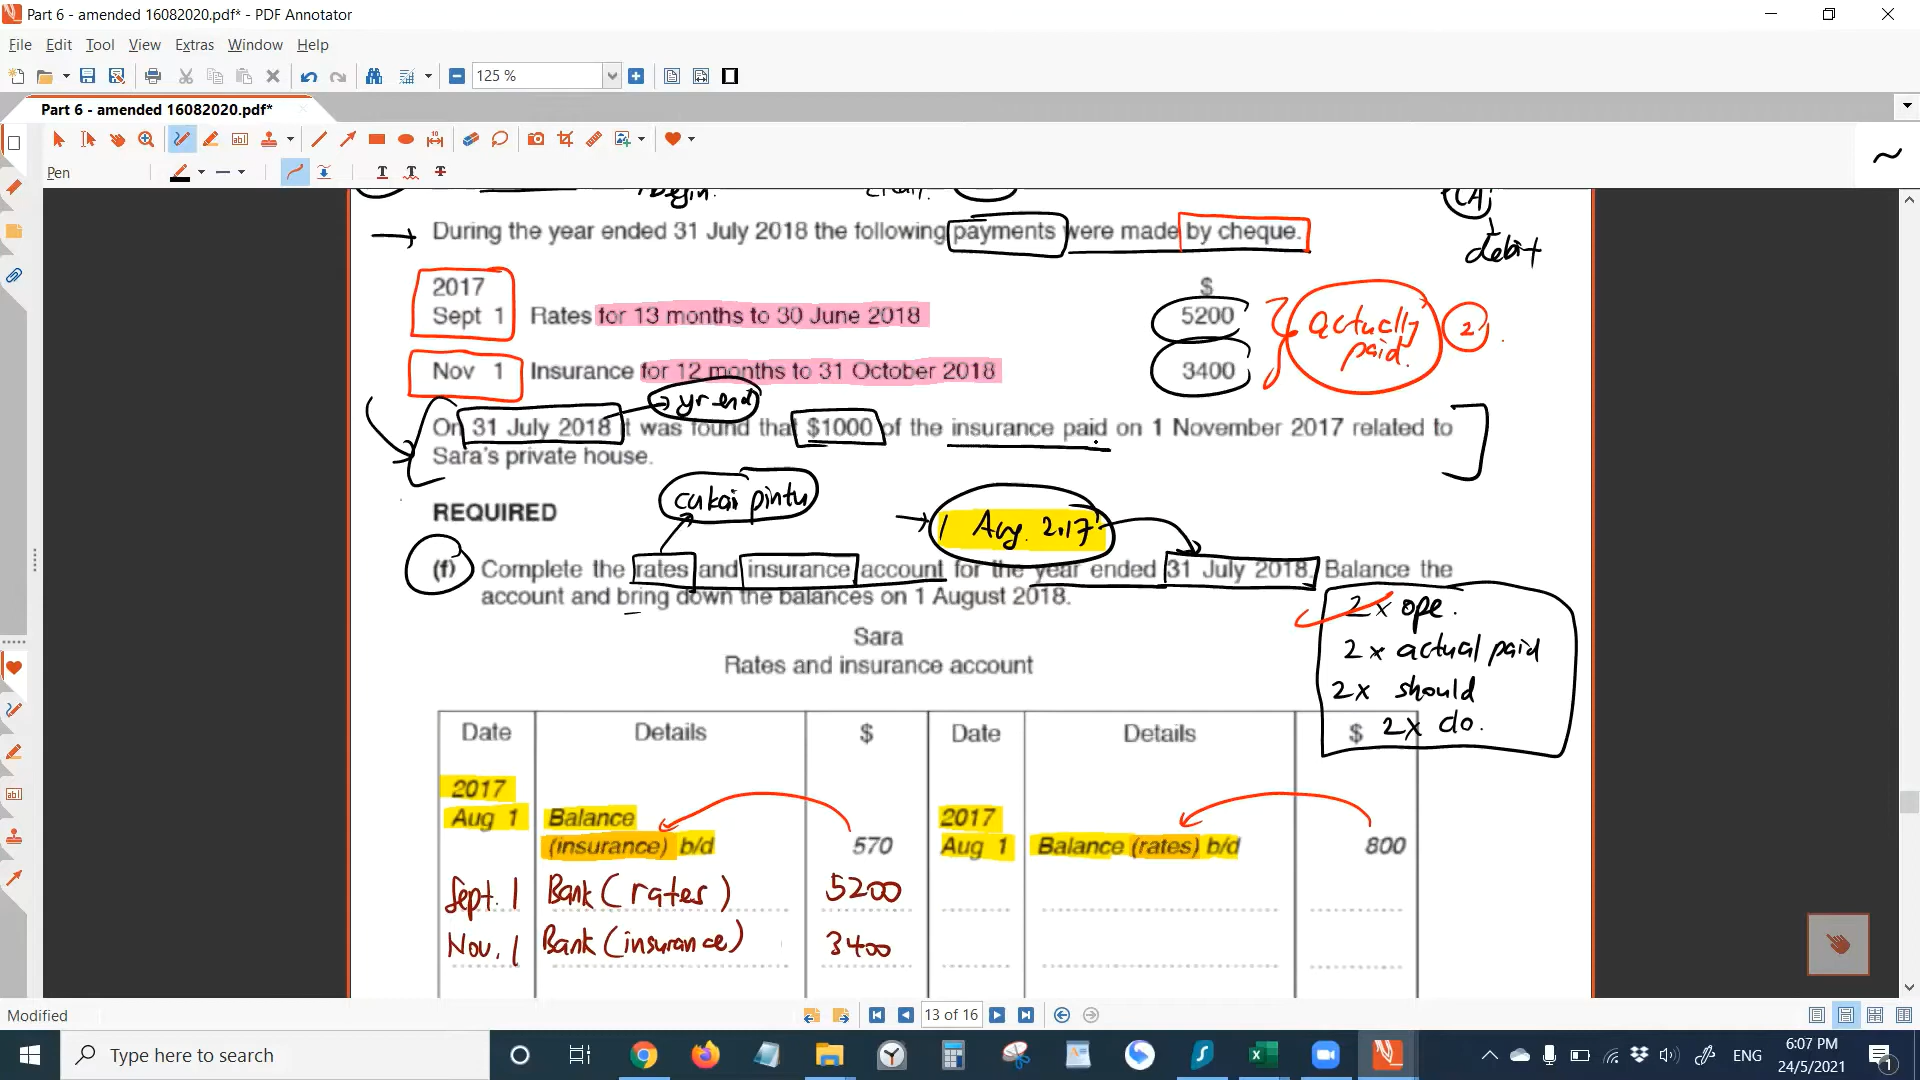 Part 6 - amended 16082020.pdf* - PDF Annotator
File Edit Tool View Extras Window Help
125 %
Part 6 - amended 16082020.pdf*
Pen
begin.
(A)
debit
During the year ended 31 July 2018 the following payments were made by cheque.
2017 $
Sept 1 Rates for 13 months to 30 June 2018 5200
actually paid. 2
Nov 1 Insurance for 12 months to 31 October 2018 3400
yr end
On 31 July 2018 it was found that $1000 of the insurance paid on 1 November 2017 related to
Sara's private house.
cukai pintu
REQUIRED
1 Aug. 2017
(f) Complete the rates and insurance account for the year ended 31 July 2018. Balance the
account and bring down the balances on 1 August 2018.
2x ope.
2x actual paid
2x should
2x do.
Sara
Rates and insurance account
Date Details $ Date Details $
2017
Aug 1 Balance 2017
(insurance) b/d 570 Aug 1 Balance (rates) b/d 800
Sept. 1 Bank (rates) 5200
Nov. 1 Bank (insurance) 3400
Modified
13 of 16
Type here to search
ENG
6:07 PM
24/5/2021
1